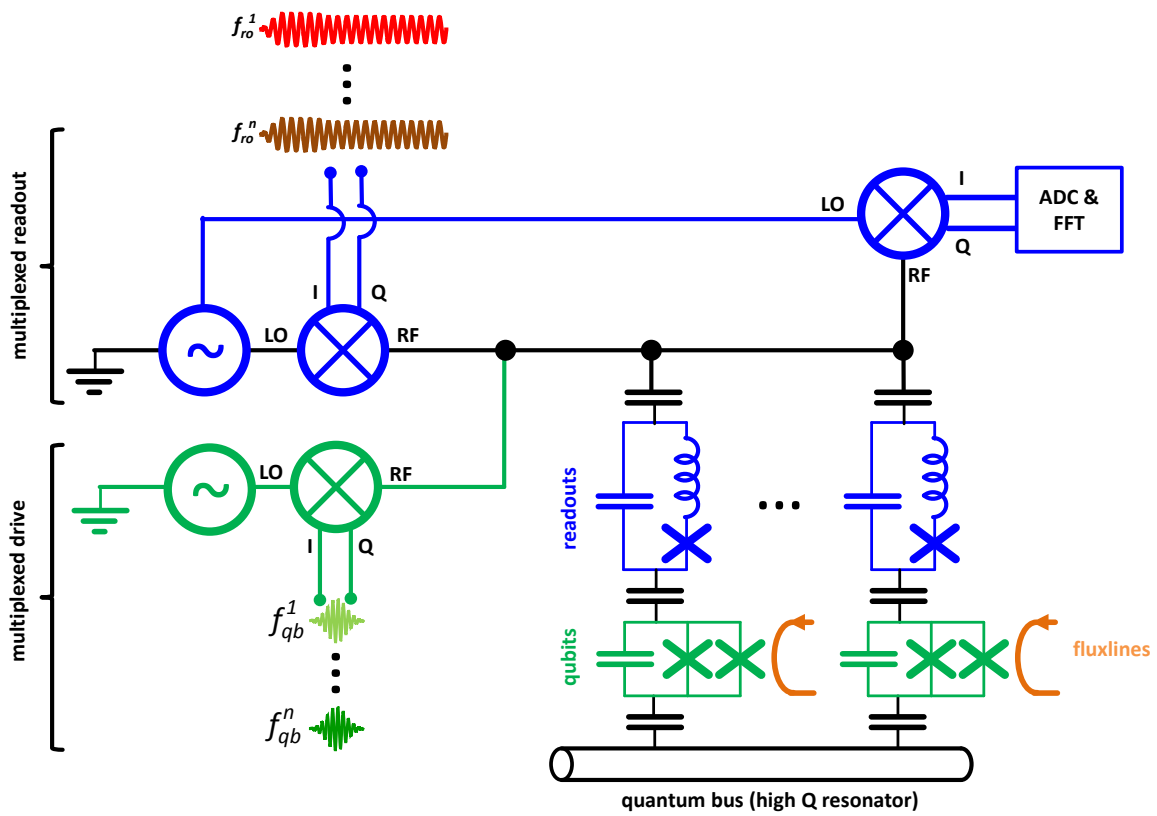 f_ro^1
f_ro^n
multiplexed readout
LO
I
Q
RF
ADC &
FFT
I
Q
LO
RF
multiplexed drive
LO
RF
I
Q
f_qb^1
f_qb^n
readouts
qubits
fluxlines
quantum bus (high Q resonator)